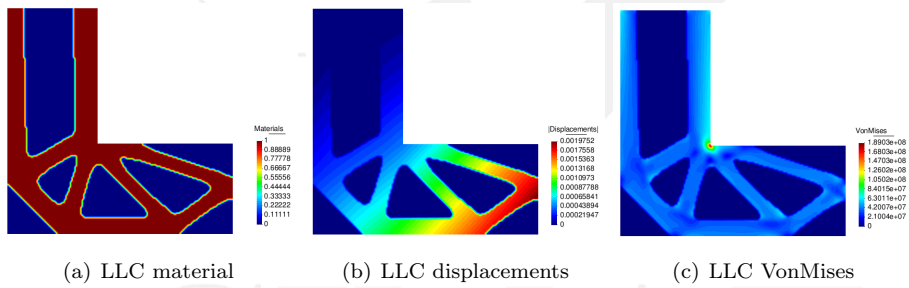 Materials
1
0.88889
0.77778
0.66667
0.55556
0.44444
0.33333
0.22222
0.11111
0
|Displacements|
0.0019752
0.0017558
0.0015363
0.0013168
0.0010973
0.00087788
0.00065841
0.00043894
0.00021947
0
VonMises
1.8903e+08
1.6803e+08
1.4703e+08
1.2602e+08
1.0502e+08
8.4015e+07
6.3011e+07
4.2007e+07
2.1004e+07
0
(a) LLC material
(b) LLC displacements
(c) LLC VonMises